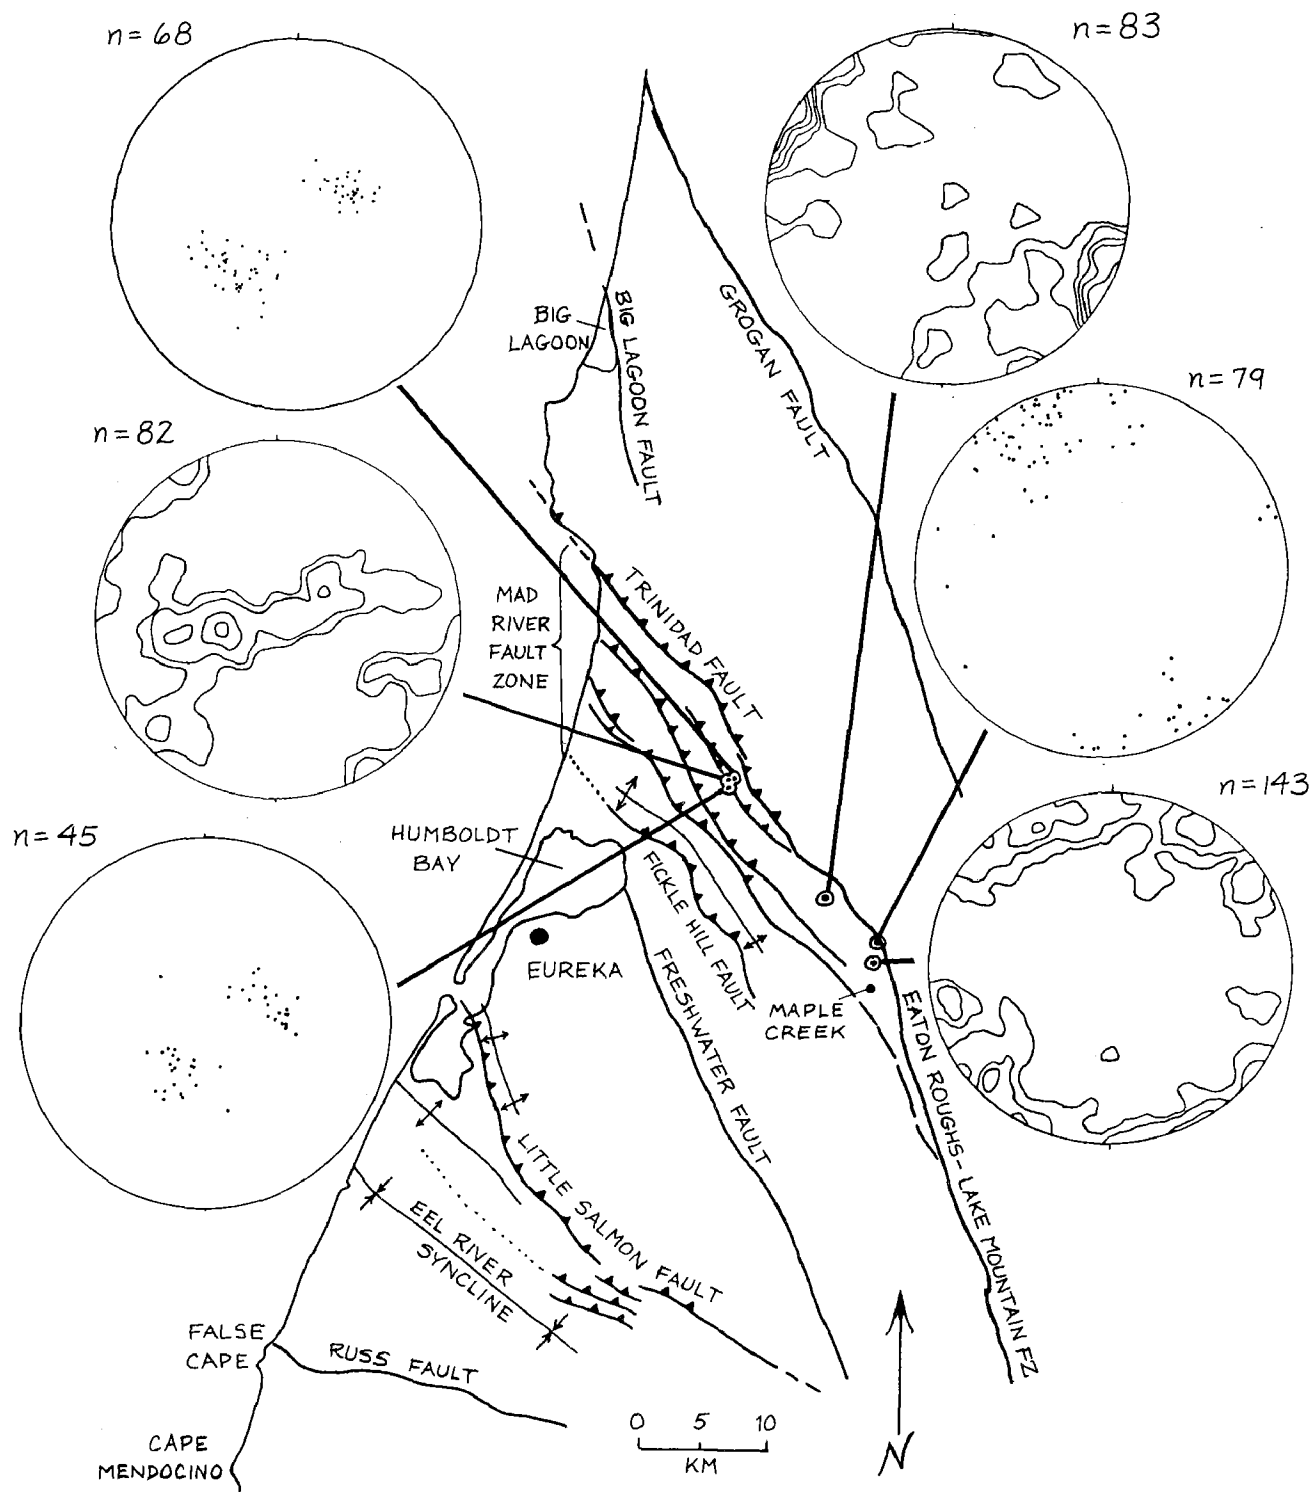 n=68
n=83
BIG
LAGOON
BIG LAGOON FAULT
GROGAN FAULT
n=79
n=82
MAD
RIVER
FAULT
ZONE
TRINIDAD FAULT
n=143
n=45
HUMBOLDT
BAY
FICKLE HILL FAULT
EUREKA
FRESHWATER FAULT
MAPLE
CREEK
EATON ROUGHS-LAKE MOUNTAIN FZ
LITTLE SALMON FAULT
EEL RIVER
SYNCLINE
FALSE
CAPE
RUSS FAULT
0 5 10
KM
N
CAPE
MENDOCINO